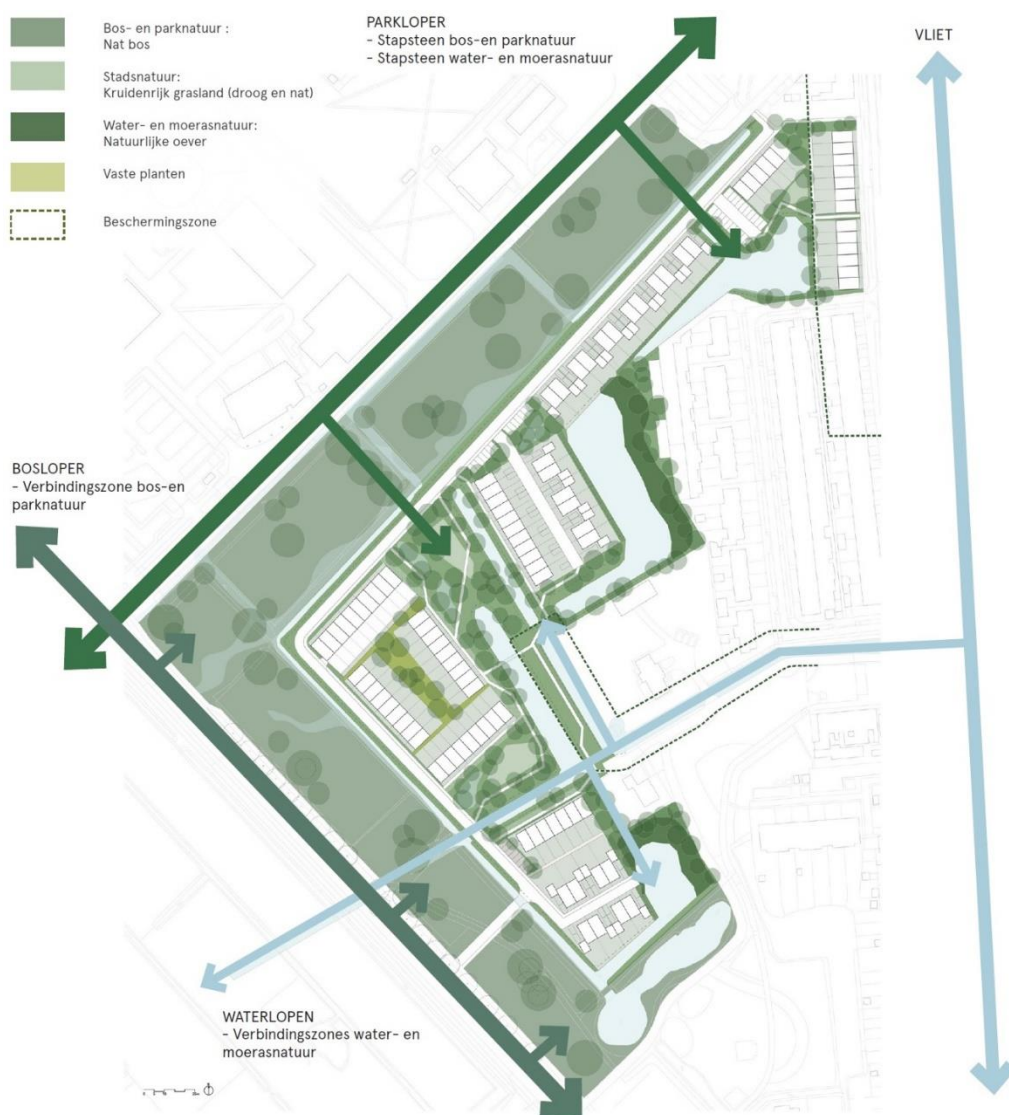 Bos- en parknatuur :
Nat bos
Stadsnatuur:
Kruidenrijk grasland (droog en nat)
Water- en moerasnatuur:
Natuurlijke oever
Vaste planten
Beschermingszone
PARKLOPER
- Stapsteen bos-en parknatuur
- Stapsteen water- en moerasnatuur
VLIET
BOSLOPER
- Verbindingszone bos-en
parknatuur
WATERLOPEN
- Verbindingzones water- en
moerasnatuur